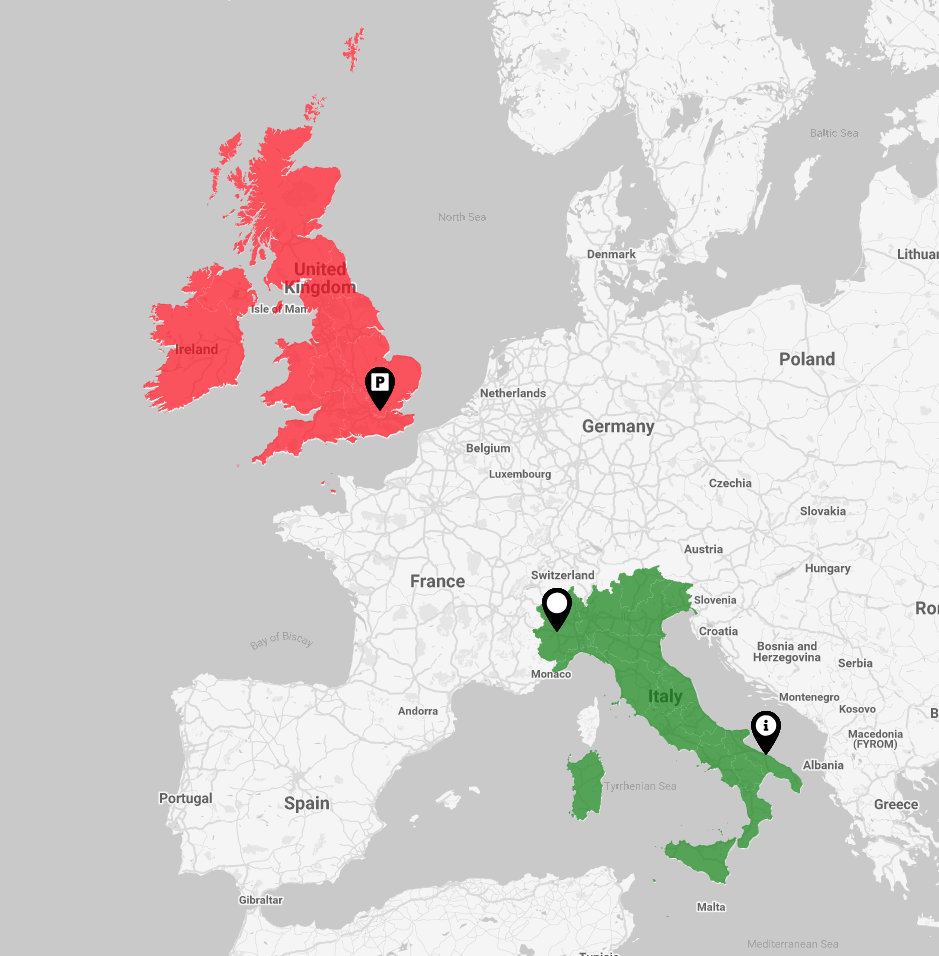 Baltic Sea
North Sea
Denmark
Lithuar
United
Kingdom
Isle of Man
Ireland
Poland
P
Netherlands
Germany
Belgium
Luxembourg
Czechia
Slovakia
Austria
Hungary
Switzerland
France
Slovenia
Ror
Croatia
Bay of Biscay
Bosnia and
Herzegovina
Serbia
Monaco
Italy
Montenegro
Kosovo
Andorra
B
i
Macedonia
(FYROM)
Albania
Tyrrhenian Sea
Portugal
Spain
Greece
Gibraltar
Malta
Mediterranean Sea